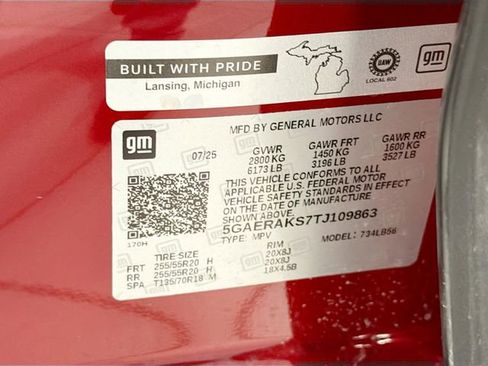 BUILT WITH PRIDE
Lansing, Michigan
UAW
LOCAL 602
gm
gm
MFD BY GENERAL MOTORS LLC
07/25
GVWR GAWR FRT GAWR RR
2800 KG 1450 KG 1600 KG
6173 LB 3196 LB 3527 LB
THIS VEHICLE CONFORMS TO ALL
APPLICABLE U.S. FEDERAL MOTOR
VEHICLE SAFETY STANDARDS IN EFFECT
ON THE DATE OF MANUFACTURE
SHOWN ABOVE.
5GAERAKS7TJ109863
TYPE: MPV MODEL: 734LB56
170H
TIRE SIZE RIM
FRT 255/55R20 H 20X8J
RR 255/55R20 H 20X8J
SPA T135/70R18 M 18X4.5B